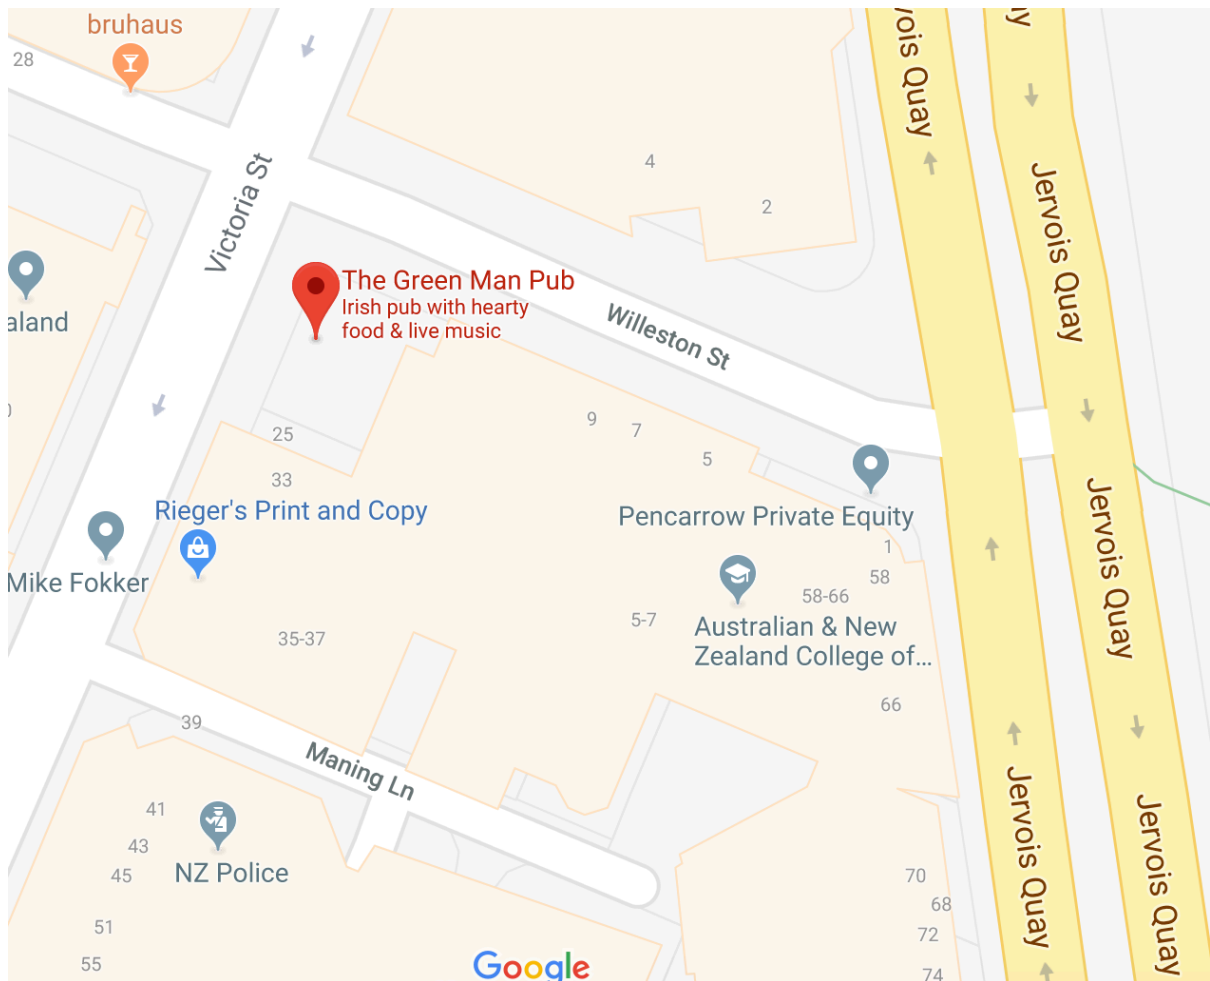 bruhaus
28
Victoria St
vois Quay
Jervois Quay
4
2
The Green Man Pub
Irish pub with hearty
food & live music
aland
Willeston St
25
33
9
7
5
Rieger's Print and Copy
Pencarrow Private Equity
Mike Fokker
1
58
58-66
5-7
Australian & New
Zealand College of...
35-37
66
Jervois Quay
39
Maning Ln
41
43
45
NZ Police
51
55
70
68
72
74
Jervois Quay
Jervois Quay
Google